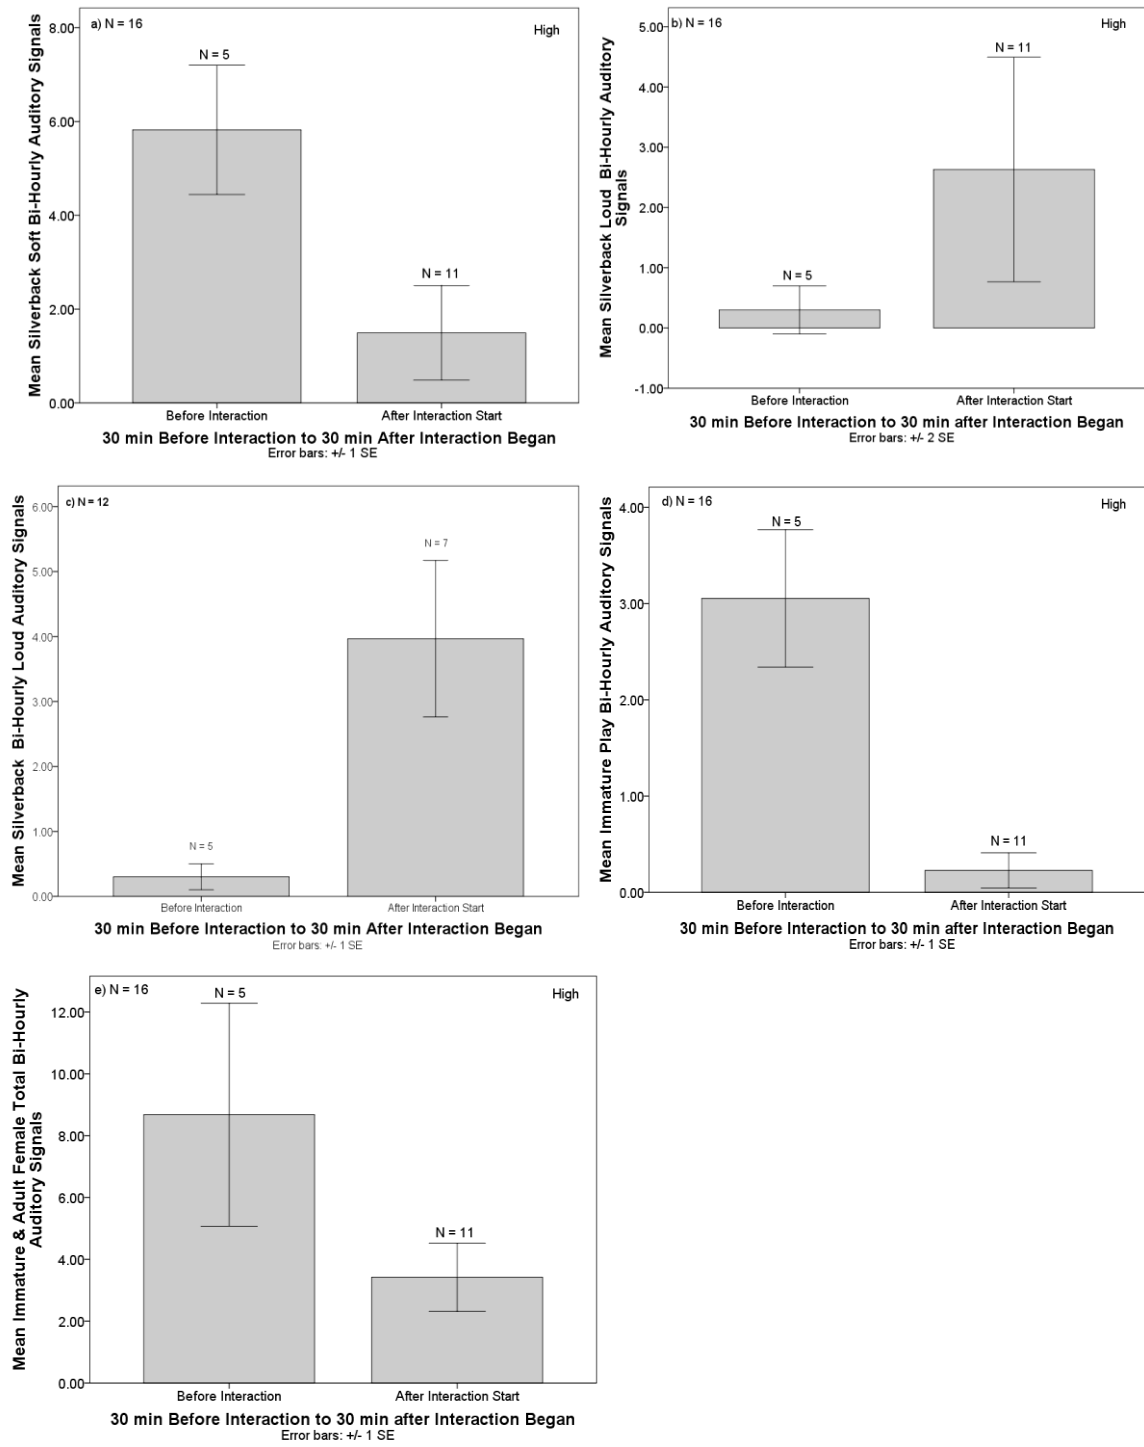 Mean Silverback Soft Bi-Hourly Auditory Signals
a) N = 16
High
8.00
6.00
4.00
2.00
0.00
N = 5
N = 11
Before Interaction
After Interaction Start
30 min Before Interaction to 30 min After Interaction Began
Error bars: +/- 1 SE
Mean Silverback Loud Bi-Hourly Auditory
Signals
b) N = 16
High
5.00
4.00
3.00
2.00
1.00
0.00
-1.00
N = 5
N = 11
Before Interaction
After Interaction Start
30 min Before Interaction to 30 min after Interaction Began
Error bars: +/- 2 SE
Mean Silverback Bi-Hourly Loud Auditory Signals
c) N = 12
6.00
5.00
4.00
3.00
2.00
1.00
0.00
N = 5
N = 7
Before Interaction
After Interaction Start
30 min Before Interaction to 30 min After Interaction Began
Error bars: +/- 1 SE
Mean Immature Play Bi-Hourly Auditory Signals
d) N = 16
High
4.00
3.00
2.00
1.00
0.00
N = 5
N = 11
Before Interaction
After Interaction Start
30 min Before Interaction to 30 min after Interaction Began
Error bars: +/- 1 SE
Mean Immature & Adult Female Total Bi-Hourly
Auditory Signals
e) N = 16
High
12.00
10.00
8.00
6.00
4.00
2.00
0.00
N = 5
N = 11
Before Interaction
After Interaction Start
30 min Before Interaction to 30 min after Interaction Began
Error bars: +/- 1 SE